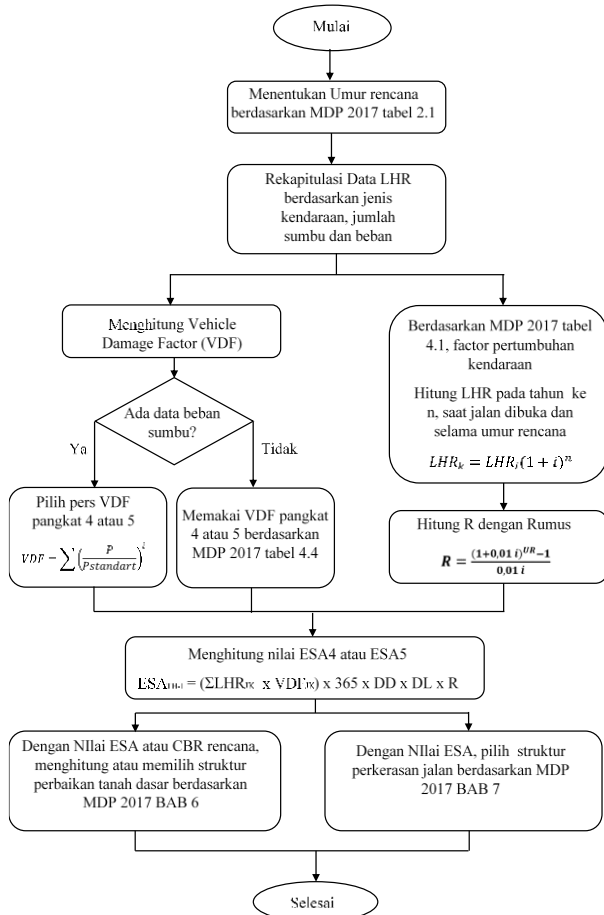 Mulai
Menentukan Umur rencana
berdasarkan MDP 2017 tabel 2.1
Rekapitulasi Data LHR
berdasarkan jenis
kendaraan, jumlah
sumbu dan beban
Menghitung Vehicle
Damage Factor (VDF)
Ada data beban
sumbu?
Ya
Tidak
Pilih pers VDF
pangkat 4 atau 5
VDF = ∑ (P / Pstandart)
Memakai VDF pangkat
4 atau 5 berdasarkan
MDP 2017 tabel 4.4
Berdasarkan MDP 2017 tabel
4.1, factor pertumbuhan
kendaraan
Hitung LHR pada tahun ke
n, saat jalan dibuka dan
selama umur rencana
LHR = LHR (1 + i)^n
Hitung R dengan Rumus
R = ((1+0,01 i)^UR − 1) / (0,01 i)
Menghitung nilai ESA4 atau ESA5
ESA = (ΣLHR x VDF) x 365 x DD x DL x R
Dengan NIlai ESA atau CBR rencana,
menghitung atau memilih struktur
perbaikan tanah dasar berdasarkan
MDP 2017 BAB 6
Dengan NIlai ESA, pilih struktur
perkerasan jalan berdasarkan MDP
2017 BAB 7
Selesai